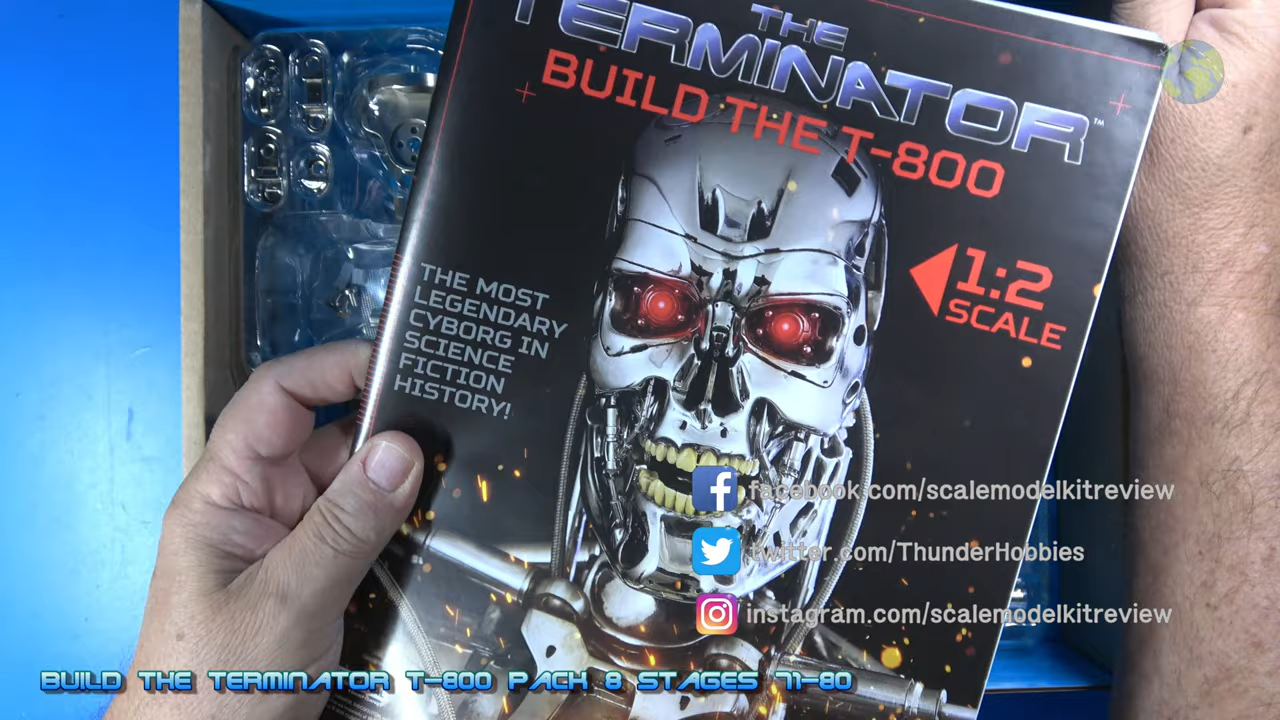 THE
TERMINATOR™
BUILD THE T-800
1:2
SCALE
THE MOST
LEGENDARY
CYBORG IN
SCIENCE
FICTION
HISTORY!
facebook.com/scalemodelkitreview
twitter.com/ThunderHobbies
instagram.com/scalemodelkitreview
BUILD THE TERMINATOR T-800 PACK 8 STAGES 71-80